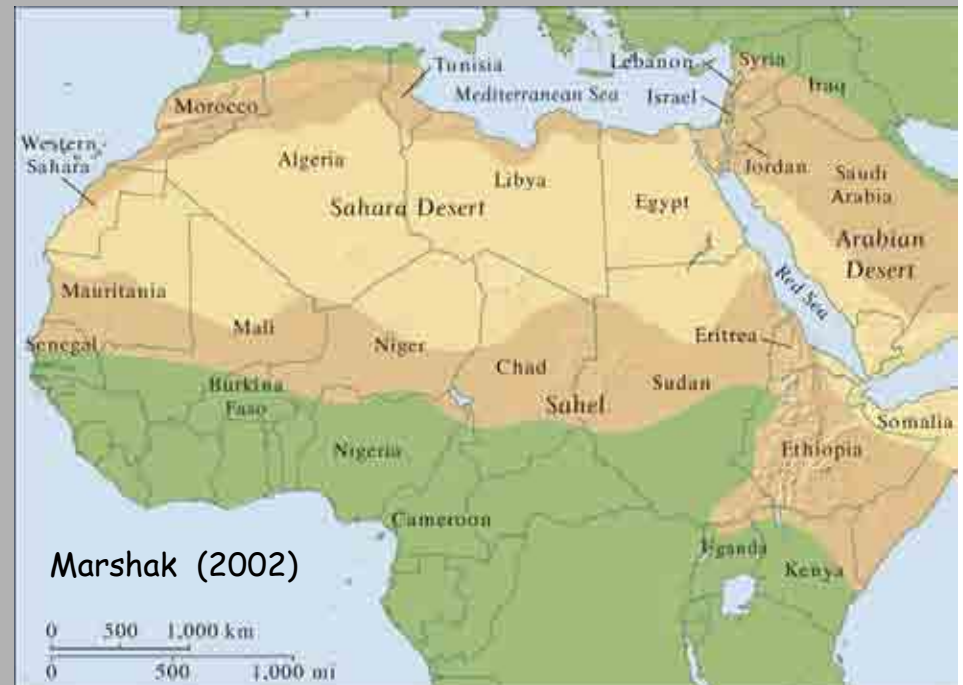 Tunisia
Lebanon
Syria
Mediterranean Sea
Israel
Iraq
Morocco
Western
Sahara
Algeria
Libya
Jordan
Saudi
Arabia
Sahara Desert
Egypt
Arabian
Desert
Red Sea
Mauritania
Mali
Niger
Chad
Eritrea
Senegal
Burkina
Faso
Sahel
Sudan
Somalia
Nigeria
Ethiopia
Cameroon
Uganda
Kenya
Marshak (2002)
0 500 1,000 km
0 500 1,000 mi